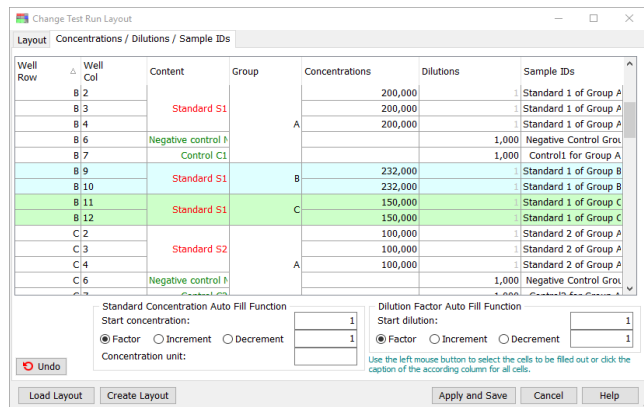 Change Test Run Layout
Layout Concentrations / Dilutions / Sample IDs
Well Row Well Col Content Group Concentrations Dilutions Sample IDs
B 2 200,000 1 Standard 1 of Group A
B 3 Standard S1 200,000 1 Standard 1 of Group A
B 4 A 200,000 1 Standard 1 of Group A
B 6 Negative control N 1,000 Negative Control Grou
B 7 Control C1 1,000 Control1 for Group A
B 9 Standard S1 B 232,000 1 Standard 1 of Group B
B 10 232,000 1 Standard 1 of Group B
B 11 Standard S1 C 150,000 1 Standard 1 of Group C
B 12 150,000 1 Standard 1 of Group C
C 2 100,000 1 Standard 2 of Group A
C 3 Standard S2 100,000 1 Standard 2 of Group A
C 4 A 100,000 1 Standard 2 of Group A
C 6 Negative control N 1,000 Negative Control Grou
C 7 Control C2 1,000 Control2 for Group A
Standard Concentration Auto Fill Function
Start concentration: 1
Factor Increment Decrement 1
Concentration unit:
Dilution Factor Auto Fill Function
Start dilution: 1
Factor Increment Decrement 1
Use the left mouse button to select the cells to be filled out or click the
caption of the according column for all cells.
Undo
Load Layout Create Layout Apply and Save Cancel Help